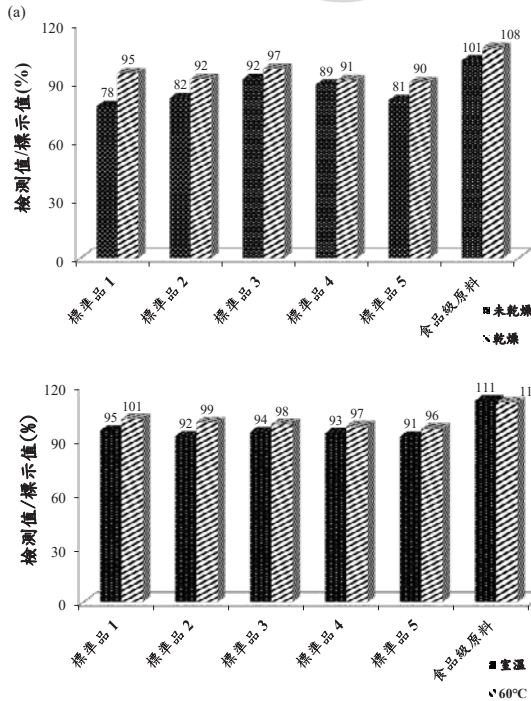 (a)
檢測值/標示值(%)
120
90
60
30
0
78 95 82 92 92 97 89 91 81 90 101 108
標準品 1
標準品 2
標準品 3
標準品 4
標準品 5
食品級原料
未乾燥
乾燥
檢測值/標示值(%)
120
90
60
30
0
95 101 92 99 94 98 93 97 91 96 111 11
標準品 1
標準品 2
標準品 3
標準品 4
標準品 5
食品級原料
室溫
60℃